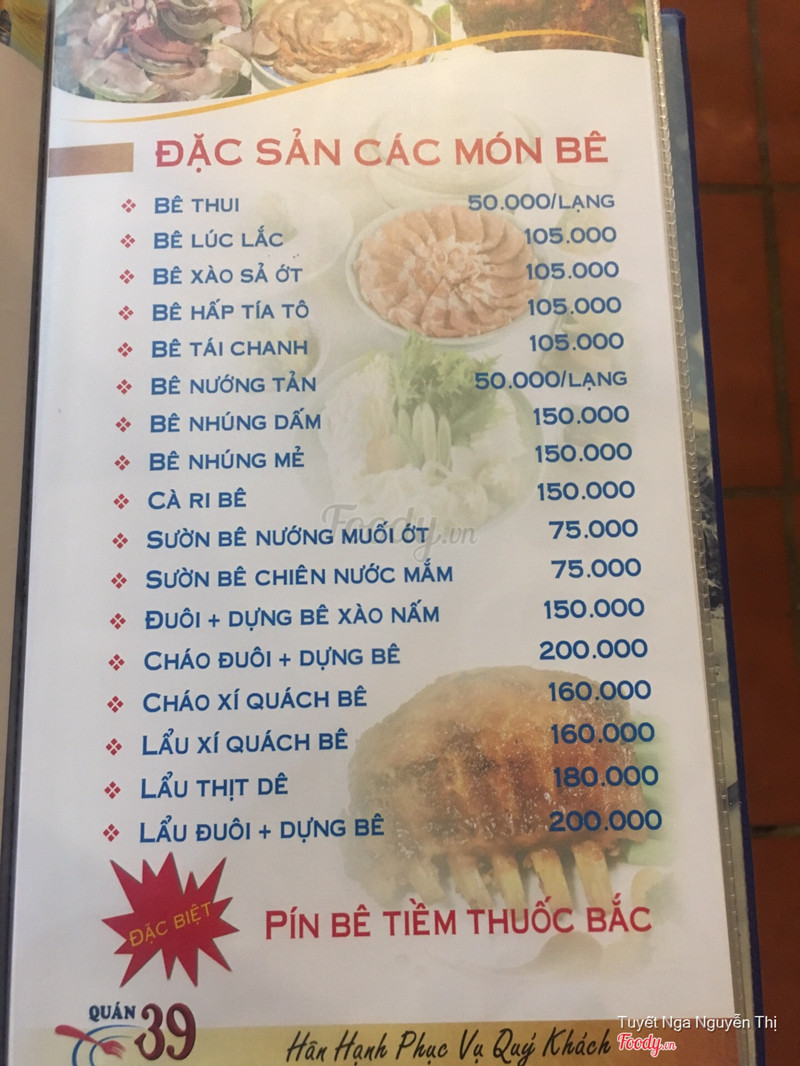 ĐẶC SẢN CÁC MÓN BÊ
BÊ THUI 50.000/LẠNG
BÊ LÚC LẮC 105.000
BÊ XÀO SẢ ỚT 105.000
BÊ HẤP TÍA TÔ 105.000
BÊ TÁI CHANH 105.000
BÊ NƯỚNG TẢN 50.000/LẠNG
BÊ NHÚNG DẤM 150.000
BÊ NHÚNG MẺ 150.000
CÀ RI BÊ 150.000
SƯỜN BÊ NƯỚNG MUỐI ỚT 75.000
SƯỜN BÊ CHIÊN NƯỚC MẮM 75.000
ĐUÔI + DỰNG BÊ XÀO NẤM 150.000
CHÁO ĐUÔI + DỰNG BÊ 200.000
CHÁO XÍ QUÁCH BÊ 160.000
LẨU XÍ QUÁCH BÊ 160.000
LẨU THỊT DÊ 180.000
LẨU ĐUÔI + DỰNG BÊ 200.000
ĐẶC BIỆT
PÍN BÊ TIỀM THUỐC BẮC
QUÁN 39
Hân Hạnh Phục Vụ Quý Khách
Foody.vn
Tuyết Nga Nguyễn Thị
Foody.vn